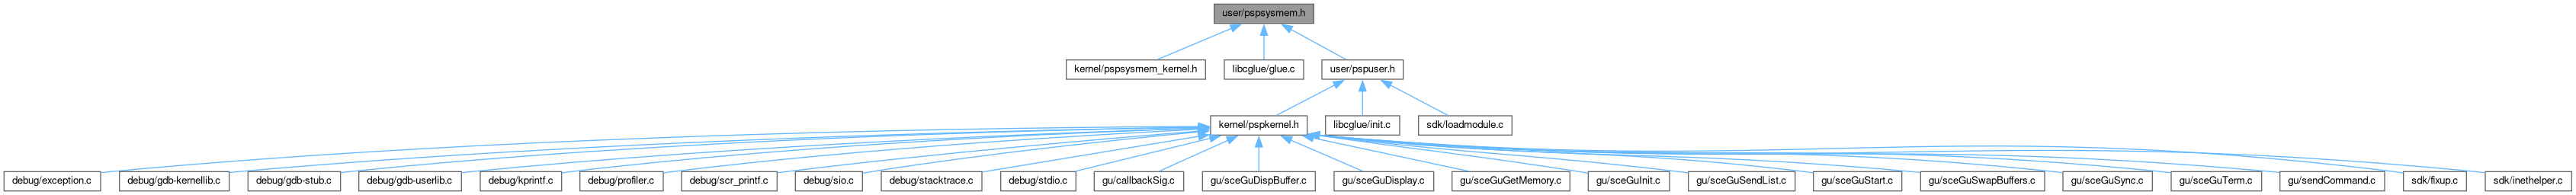 user/pspsysmem.h
kernel/pspsysmem_kernel.h
libcglue/glue.c
user/pspuser.h
kernel/pspkernel.h
libcglue/init.c
sdk/loadmodule.c
debug/exception.c
debug/gdb-kernellib.c
debug/gdb-stub.c
debug/gdb-userlib.c
debug/kprintf.c
debug/profiler.c
debug/scr_printf.c
debug/sio.c
debug/stacktrace.c
debug/stdio.c
gu/callbackSig.c
gu/sceGuDispBuffer.c
gu/sceGuDisplay.c
gu/sceGuGetMemory.c
gu/sceGuInit.c
gu/sceGuSendList.c
gu/sceGuStart.c
gu/sceGuSwapBuffers.c
gu/sceGuSync.c
gu/sceGuTerm.c
gu/sendCommand.c
sdk/fixup.c
sdk/inethelper.c